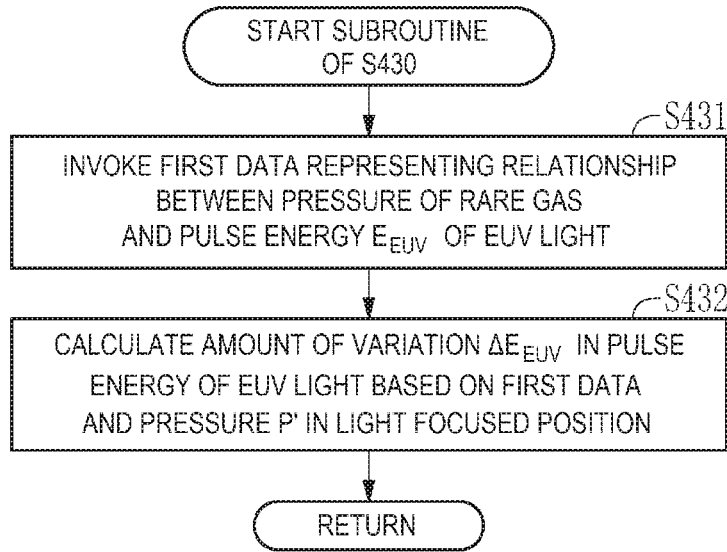 START SUBROUTINE
OF S430
S431
INVOKE FIRST DATA REPRESENTING RELATIONSHIP
BETWEEN PRESSURE OF RARE GAS
AND PULSE ENERGY E_EUV OF EUV LIGHT
S432
CALCULATE AMOUNT OF VARIATION ΔE_EUV IN PULSE
ENERGY OF EUV LIGHT BASED ON FIRST DATA
AND PRESSURE P' IN LIGHT FOCUSED POSITION
RETURN